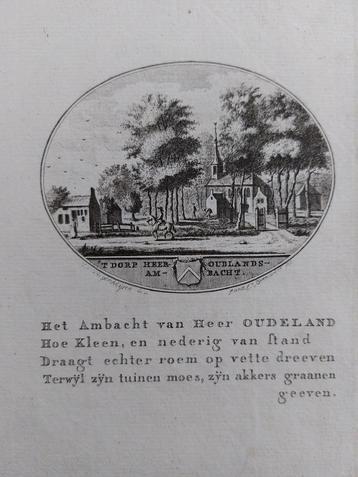 'T DORP HEER OUDLANDS-
AM- BACHT.
Het Ambacht van Heer OUDELAND
Hoe Kleen, en nederig van ſtand
Draagt echter roem op vette dreeven
Terwÿl zÿn tuinen moes, zÿn akkers graanen
geeven.